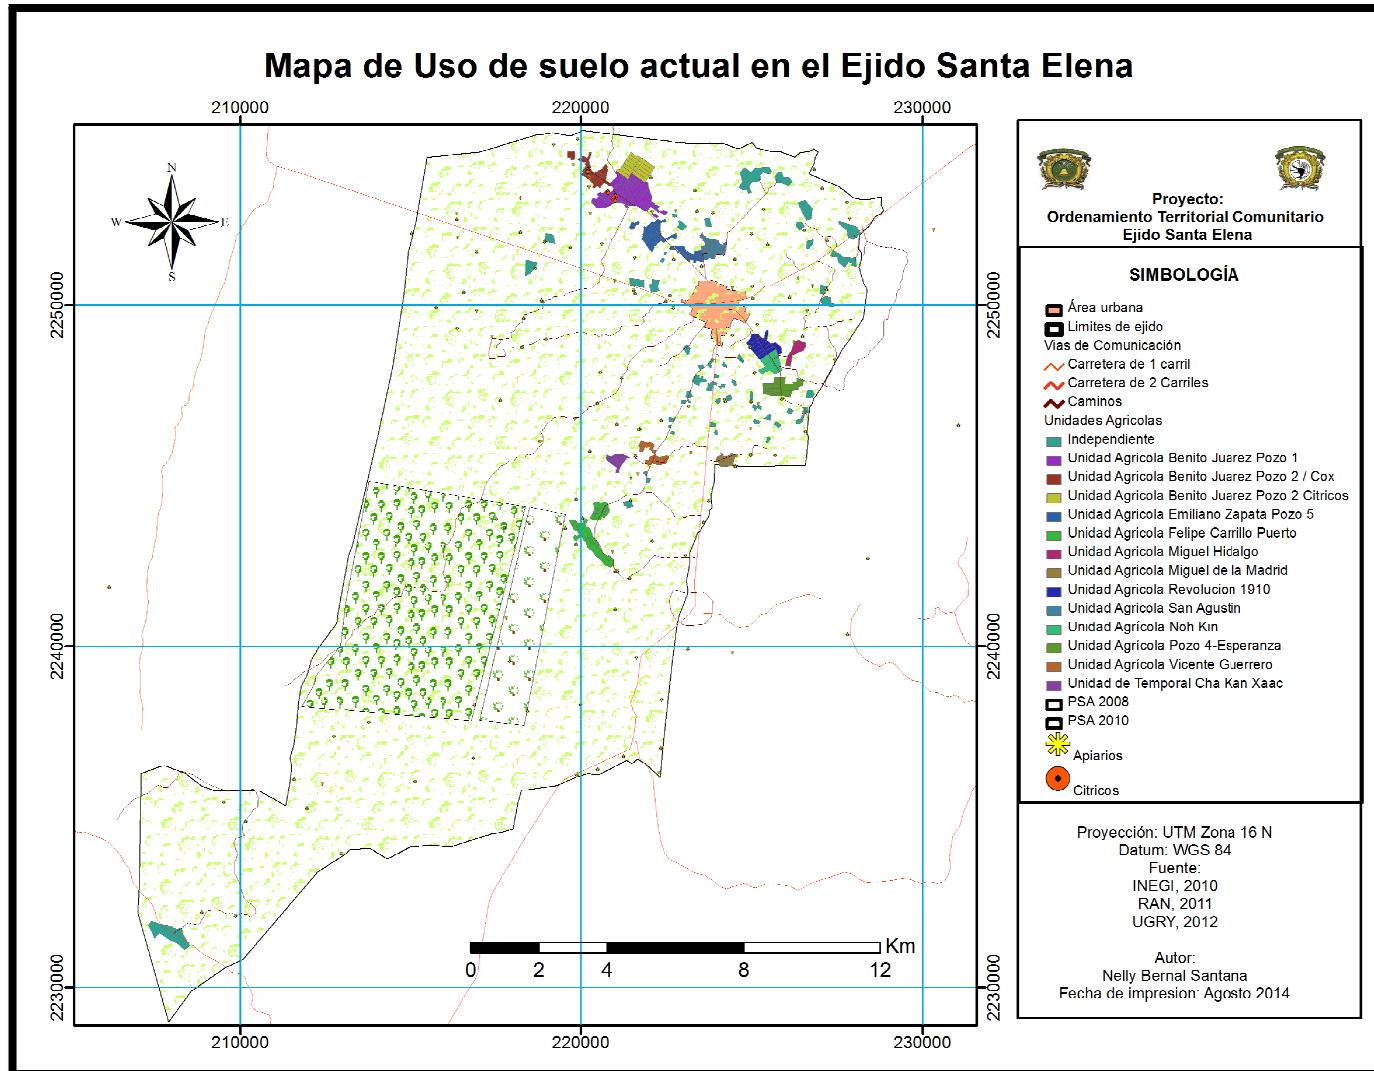 Mapa de Uso de suelo actual en el Ejido Santa Elena
210000
220000
230000
N
W
E
S
2250000
2250000
2240000
2240000
2230000
2230000
210000
220000
230000
Km
0
2
4
8
12
Proyecto:
Ordenamiento Territorial Comunitario
Ejido Santa Elena
SIMBOLOGÍA
Área urbana
Limites de ejido
Vias de Comunicación
Carretera de 1 carril
Carretera de 2 Carriles
Caminos
Unidades Agricolas
Independiente
Unidad Agricola Benito Juarez Pozo 1
Unidad Agricola Benito Juarez Pozo 2 / Cox
Unidad Agricola Benito Juarez Pozo 2 Citricos
Unidad Agricola Emiliano Zapata Pozo 5
Unidad Agricola Felipe Carrillo Puerto
Unidad Agricola Miguel Hidalgo
Unidad Agricola Miguel de la Madrid
Unidad Agricola Revolucion 1910
Unidad Agricola San Agustin
Unidad Agrícola Noh Kin
Unidad Agricola Pozo 4-Esperanza
Unidad Agrícola Vicente Guerrero
Unidad de Temporal Cha Kan Xaac
PSA 2008
PSA 2010
Apiarios
Citricos
Proyección: UTM Zona 16 N
Datum: WGS 84
Fuente:
INEGI, 2010
RAN, 2011
UGRY, 2012
Autor:
Nelly Bernal Santana
Fecha de impresion: Agosto 2014